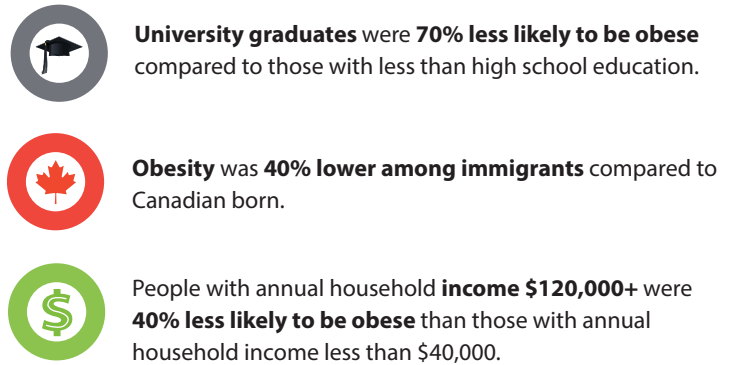 University graduates were 70% less likely to be obese
compared to those with less than high school education.
Obesity was 40% lower among immigrants compared to
Canadian born.
$
People with annual household income $120,000+ were
40% less likely to be obese than those with annual
household income less than $40,000.